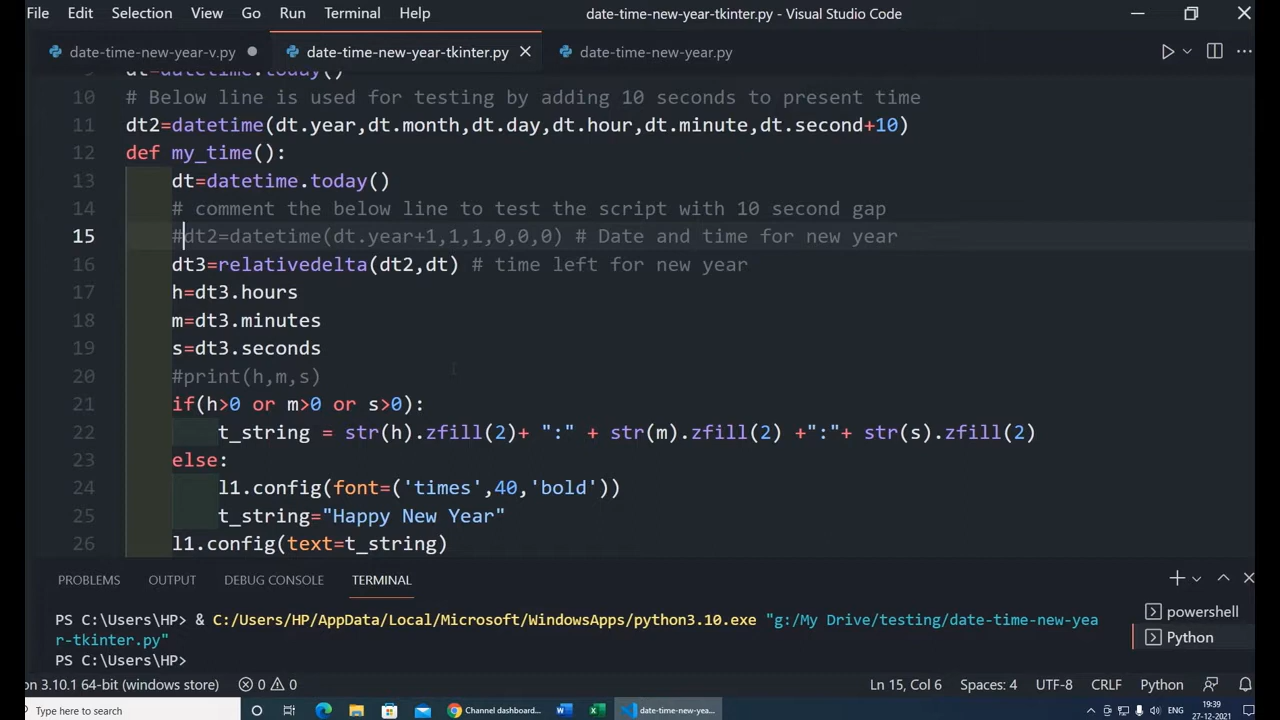 File Edit Selection View Go Run Terminal Help date-time-new-year-tkinter.py - Visual Studio Code
date-time-new-year-v.py date-time-new-year-tkinter.py date-time-new-year.py
9 dt=datetime.today()
10 # Below line is used for testing by adding 10 seconds to present time
11 dt2=datetime(dt.year,dt.month,dt.day,dt.hour,dt.minute,dt.second+10)
12 def my_time():
13 dt=datetime.today()
14 # comment the below line to test the script with 10 second gap
15 #dt2=datetime(dt.year+1,1,1,0,0,0) # Date and time for new year
16 dt3=relativedelta(dt2,dt) # time left for new year
17 h=dt3.hours
18 m=dt3.minutes
19 s=dt3.seconds
20 #print(h,m,s)
21 if(h>0 or m>0 or s>0):
22 t_string = str(h).zfill(2)+ ":" + str(m).zfill(2) +":"+ str(s).zfill(2)
23 else:
24 l1.config(font=('times',40,'bold'))
25 t_string="Happy New Year"
26 l1.config(text=t_string)
PROBLEMS OUTPUT DEBUG CONSOLE TERMINAL
PS C:\Users\HP> & C:/Users/HP/AppData/Local/Microsoft/WindowsApps/python3.10.exe "g:/My Drive/testing/date-time-new-yea
r-tkinter.py"
PS C:\Users\HP>
powershell
Python
on 3.10.1 64-bit (windows store) 0 0 Ln 15, Col 6 Spaces: 4 UTF-8 CRLF Python
Type here to search Channel dashboard... date-time-new-yea... ENG 19:39
27-12-2021